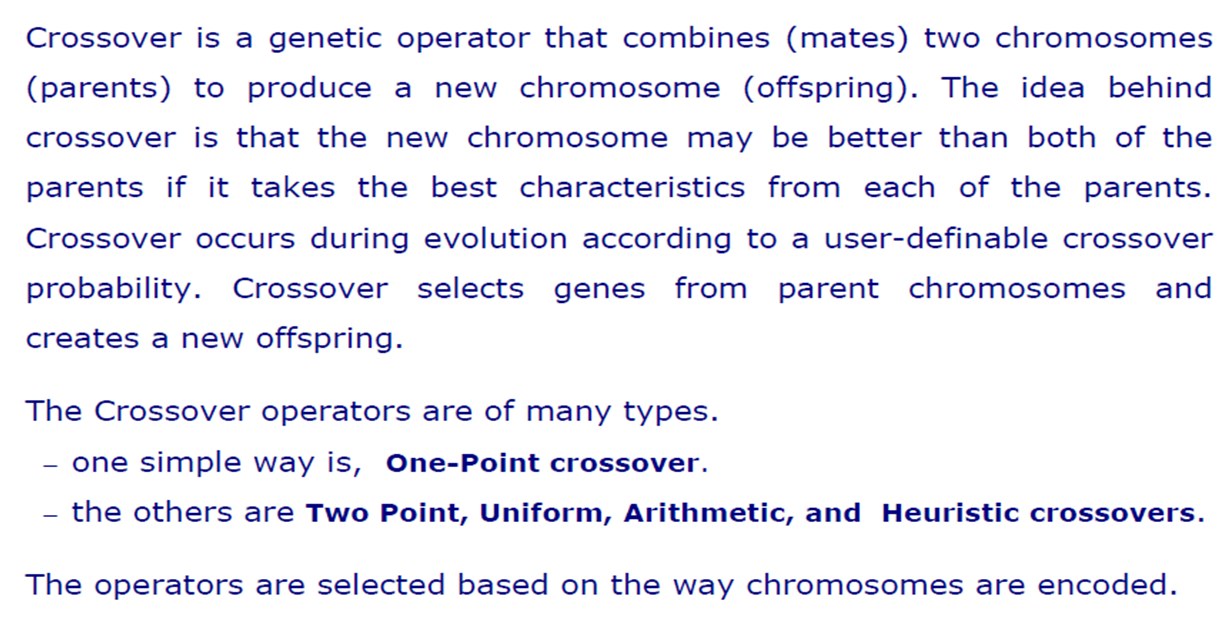 Crossover is a genetic operator that combines (mates) two chromosomes
(parents) to produce a new chromosome (offspring). The idea behind
crossover is that the new chromosome may be better than both of the
parents if it takes the best characteristics from each of the parents.
Crossover occurs during evolution according to a user-definable crossover
probability. Crossover selects genes from parent chromosomes and
creates a new offspring.
The Crossover operators are of many types.
– one simple way is, One-Point crossover.
– the others are Two Point, Uniform, Arithmetic, and Heuristic crossovers.
The operators are selected based on the way chromosomes are encoded.